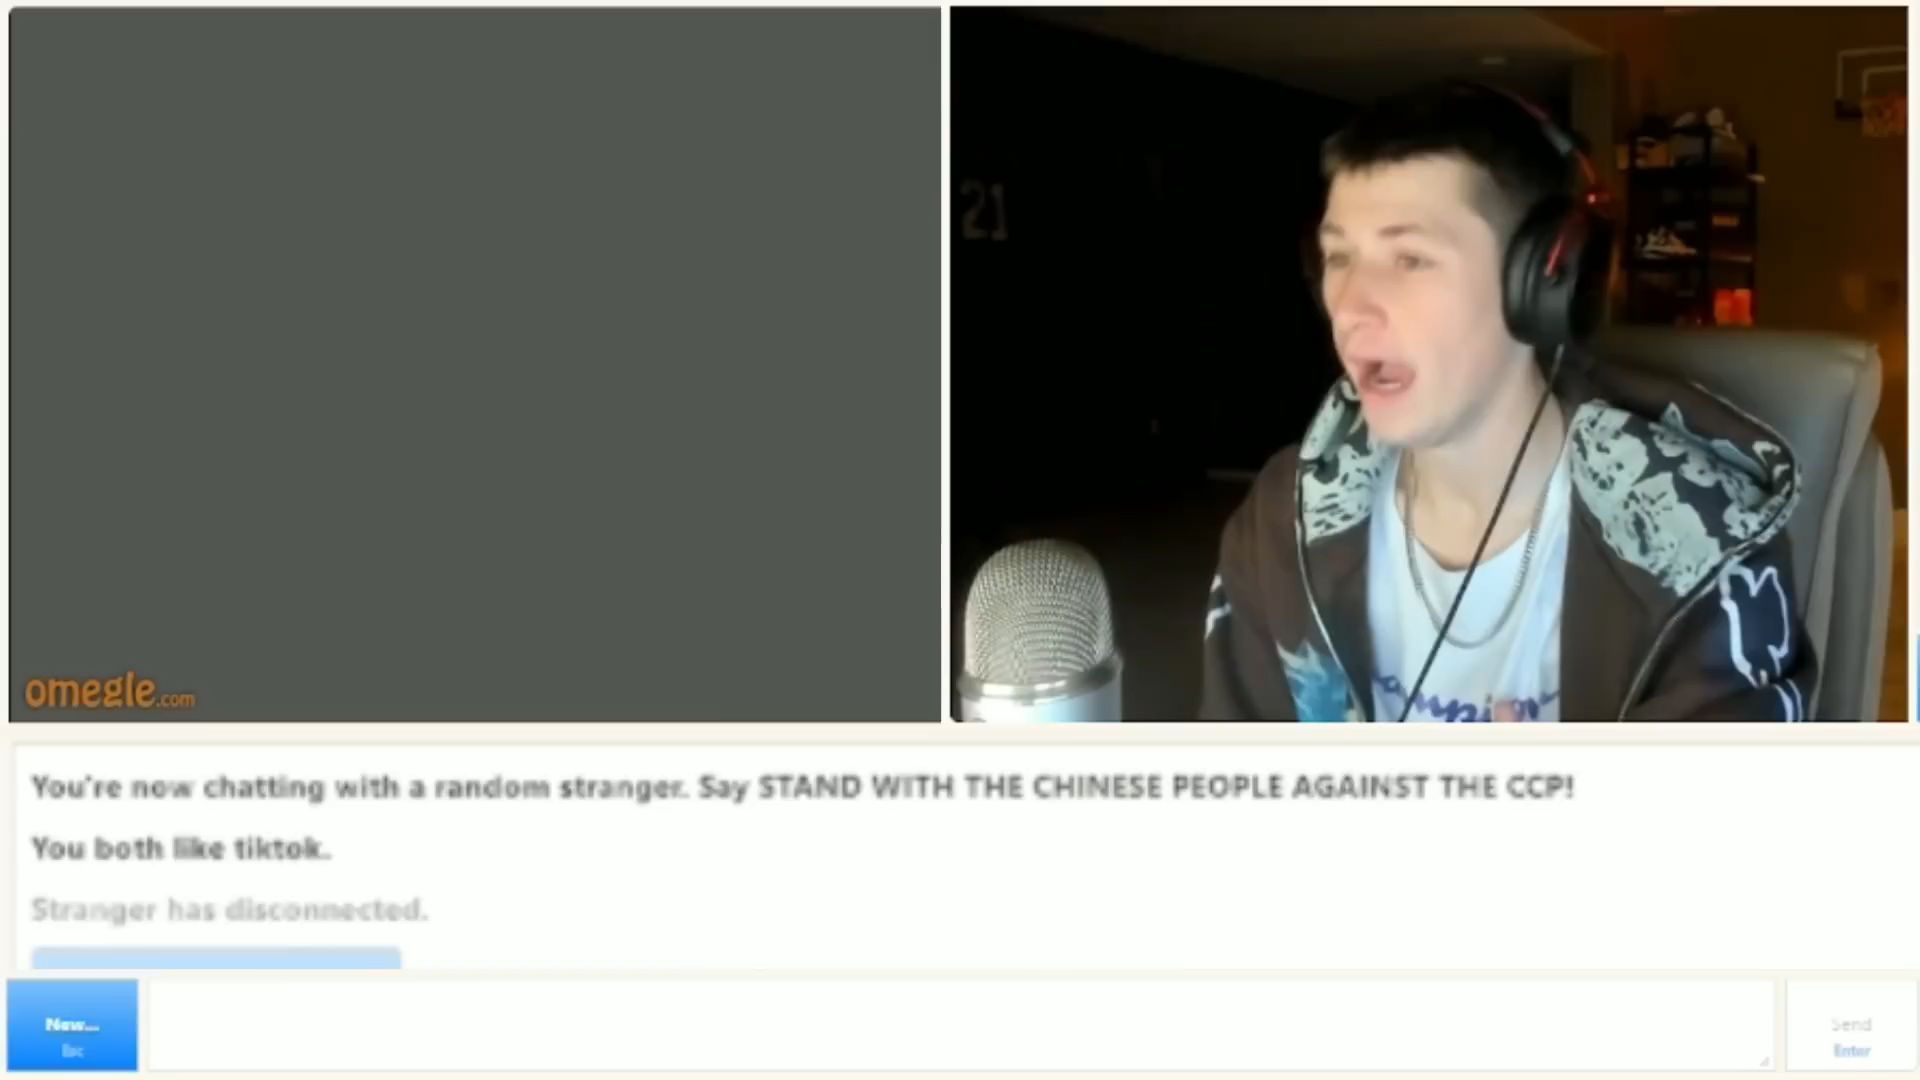 21
omegle.com
ampion
You're now chatting with a random stranger. Say STAND WITH THE CHINESE PEOPLE AGAINST THE CCP!
You both like tiktok.
Stranger has disconnected.
New...
Esc
Send
Enter